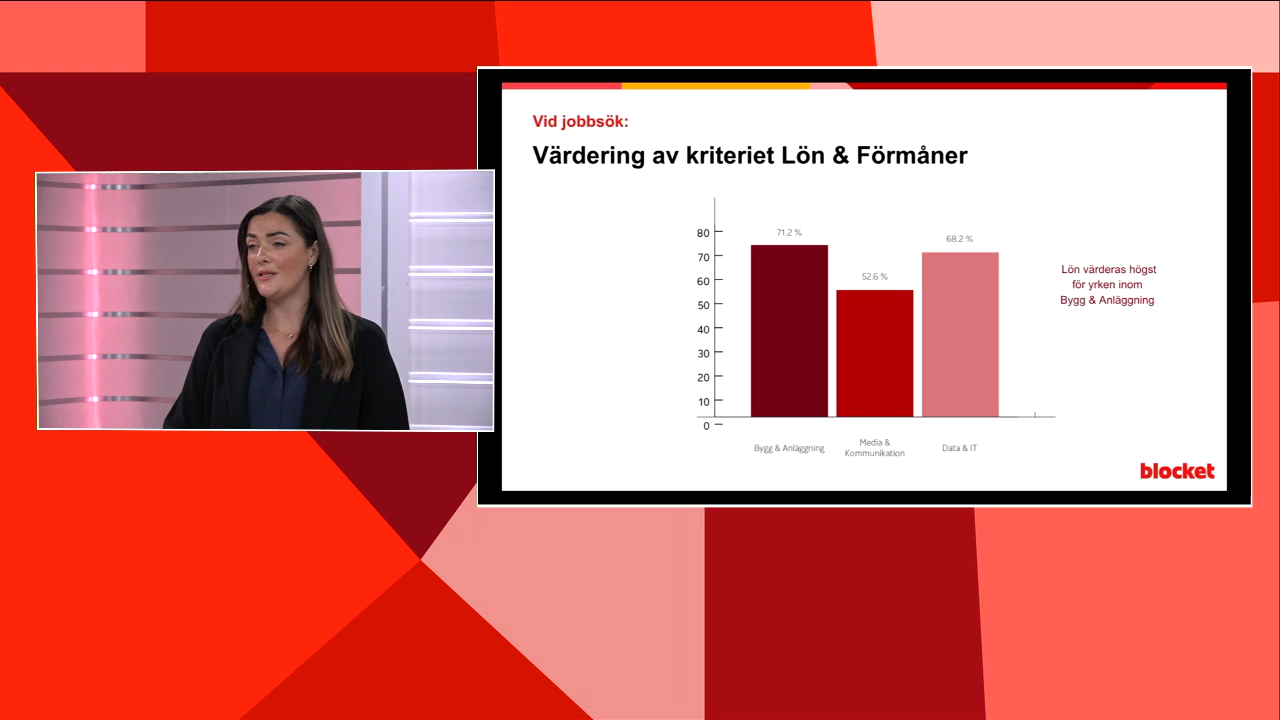 Vid jobbsök:
Värdering av kriteriet Lön & Förmåner
80
70
60
50
40
30
20
10
0
71,2 %
52,6 %
68,2 %
Bygg & Anläggning
Media &
Kommunikation
Data & IT
Lön värderas högst
för yrken inom
Bygg & Anläggning
blocket